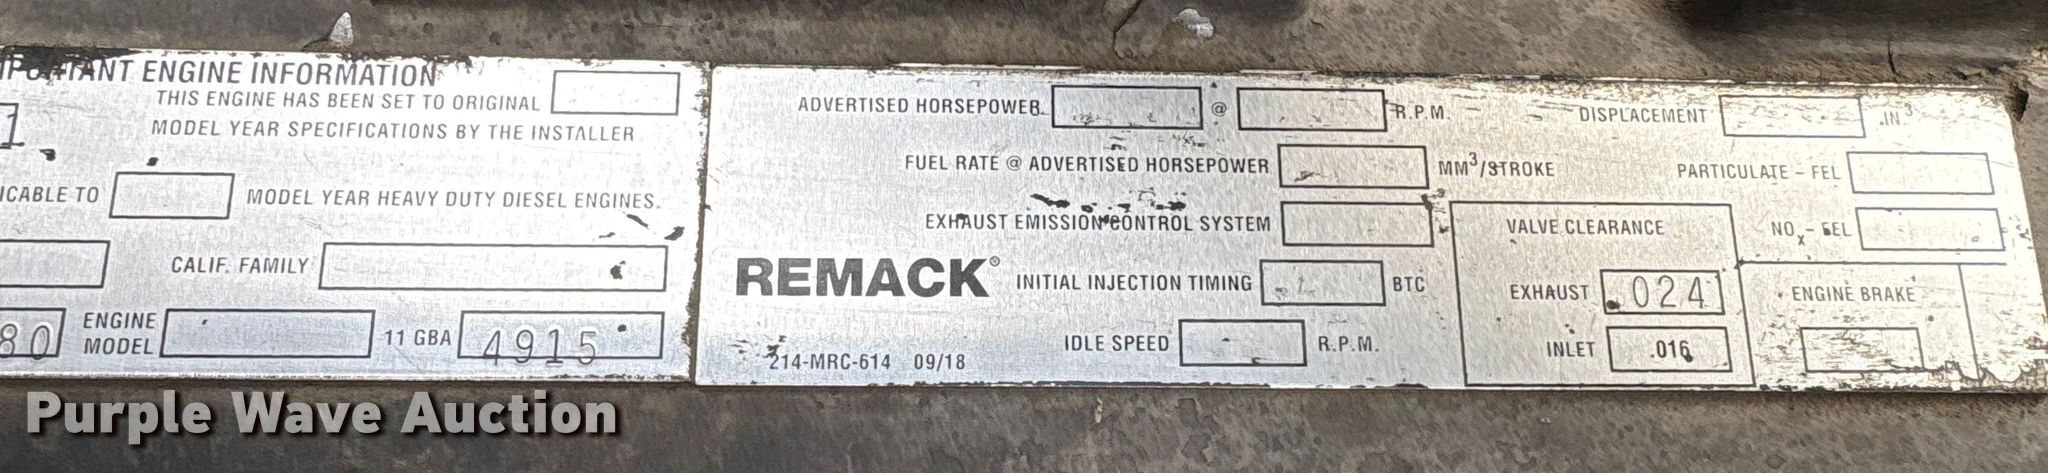 IMPORTANT ENGINE INFORMATION
THIS ENGINE HAS BEEN SET TO ORIGINAL
MODEL YEAR SPECIFICATIONS BY THE INSTALLER
1
ICABLE TO MODEL YEAR HEAVY DUTY DIESEL ENGINES.
CALIF. FAMILY
80 ENGINE MODEL 11 GBA 4915
ADVERTISED HORSEPOWER @ R.P.M. DISPLACEMENT IN³
FUEL RATE @ ADVERTISED HORSEPOWER MM³/STROKE PARTICULATE - FEL
EXHAUST EMISSION CONTROL SYSTEM VALVE CLEARANCE NOx - FEL
REMACK® INITIAL INJECTION TIMING BTC EXHAUST .024 ENGINE BRAKE
IDLE SPEED R.P.M. INLET .016
214-MRC-614 09/18
Purple Wave Auction